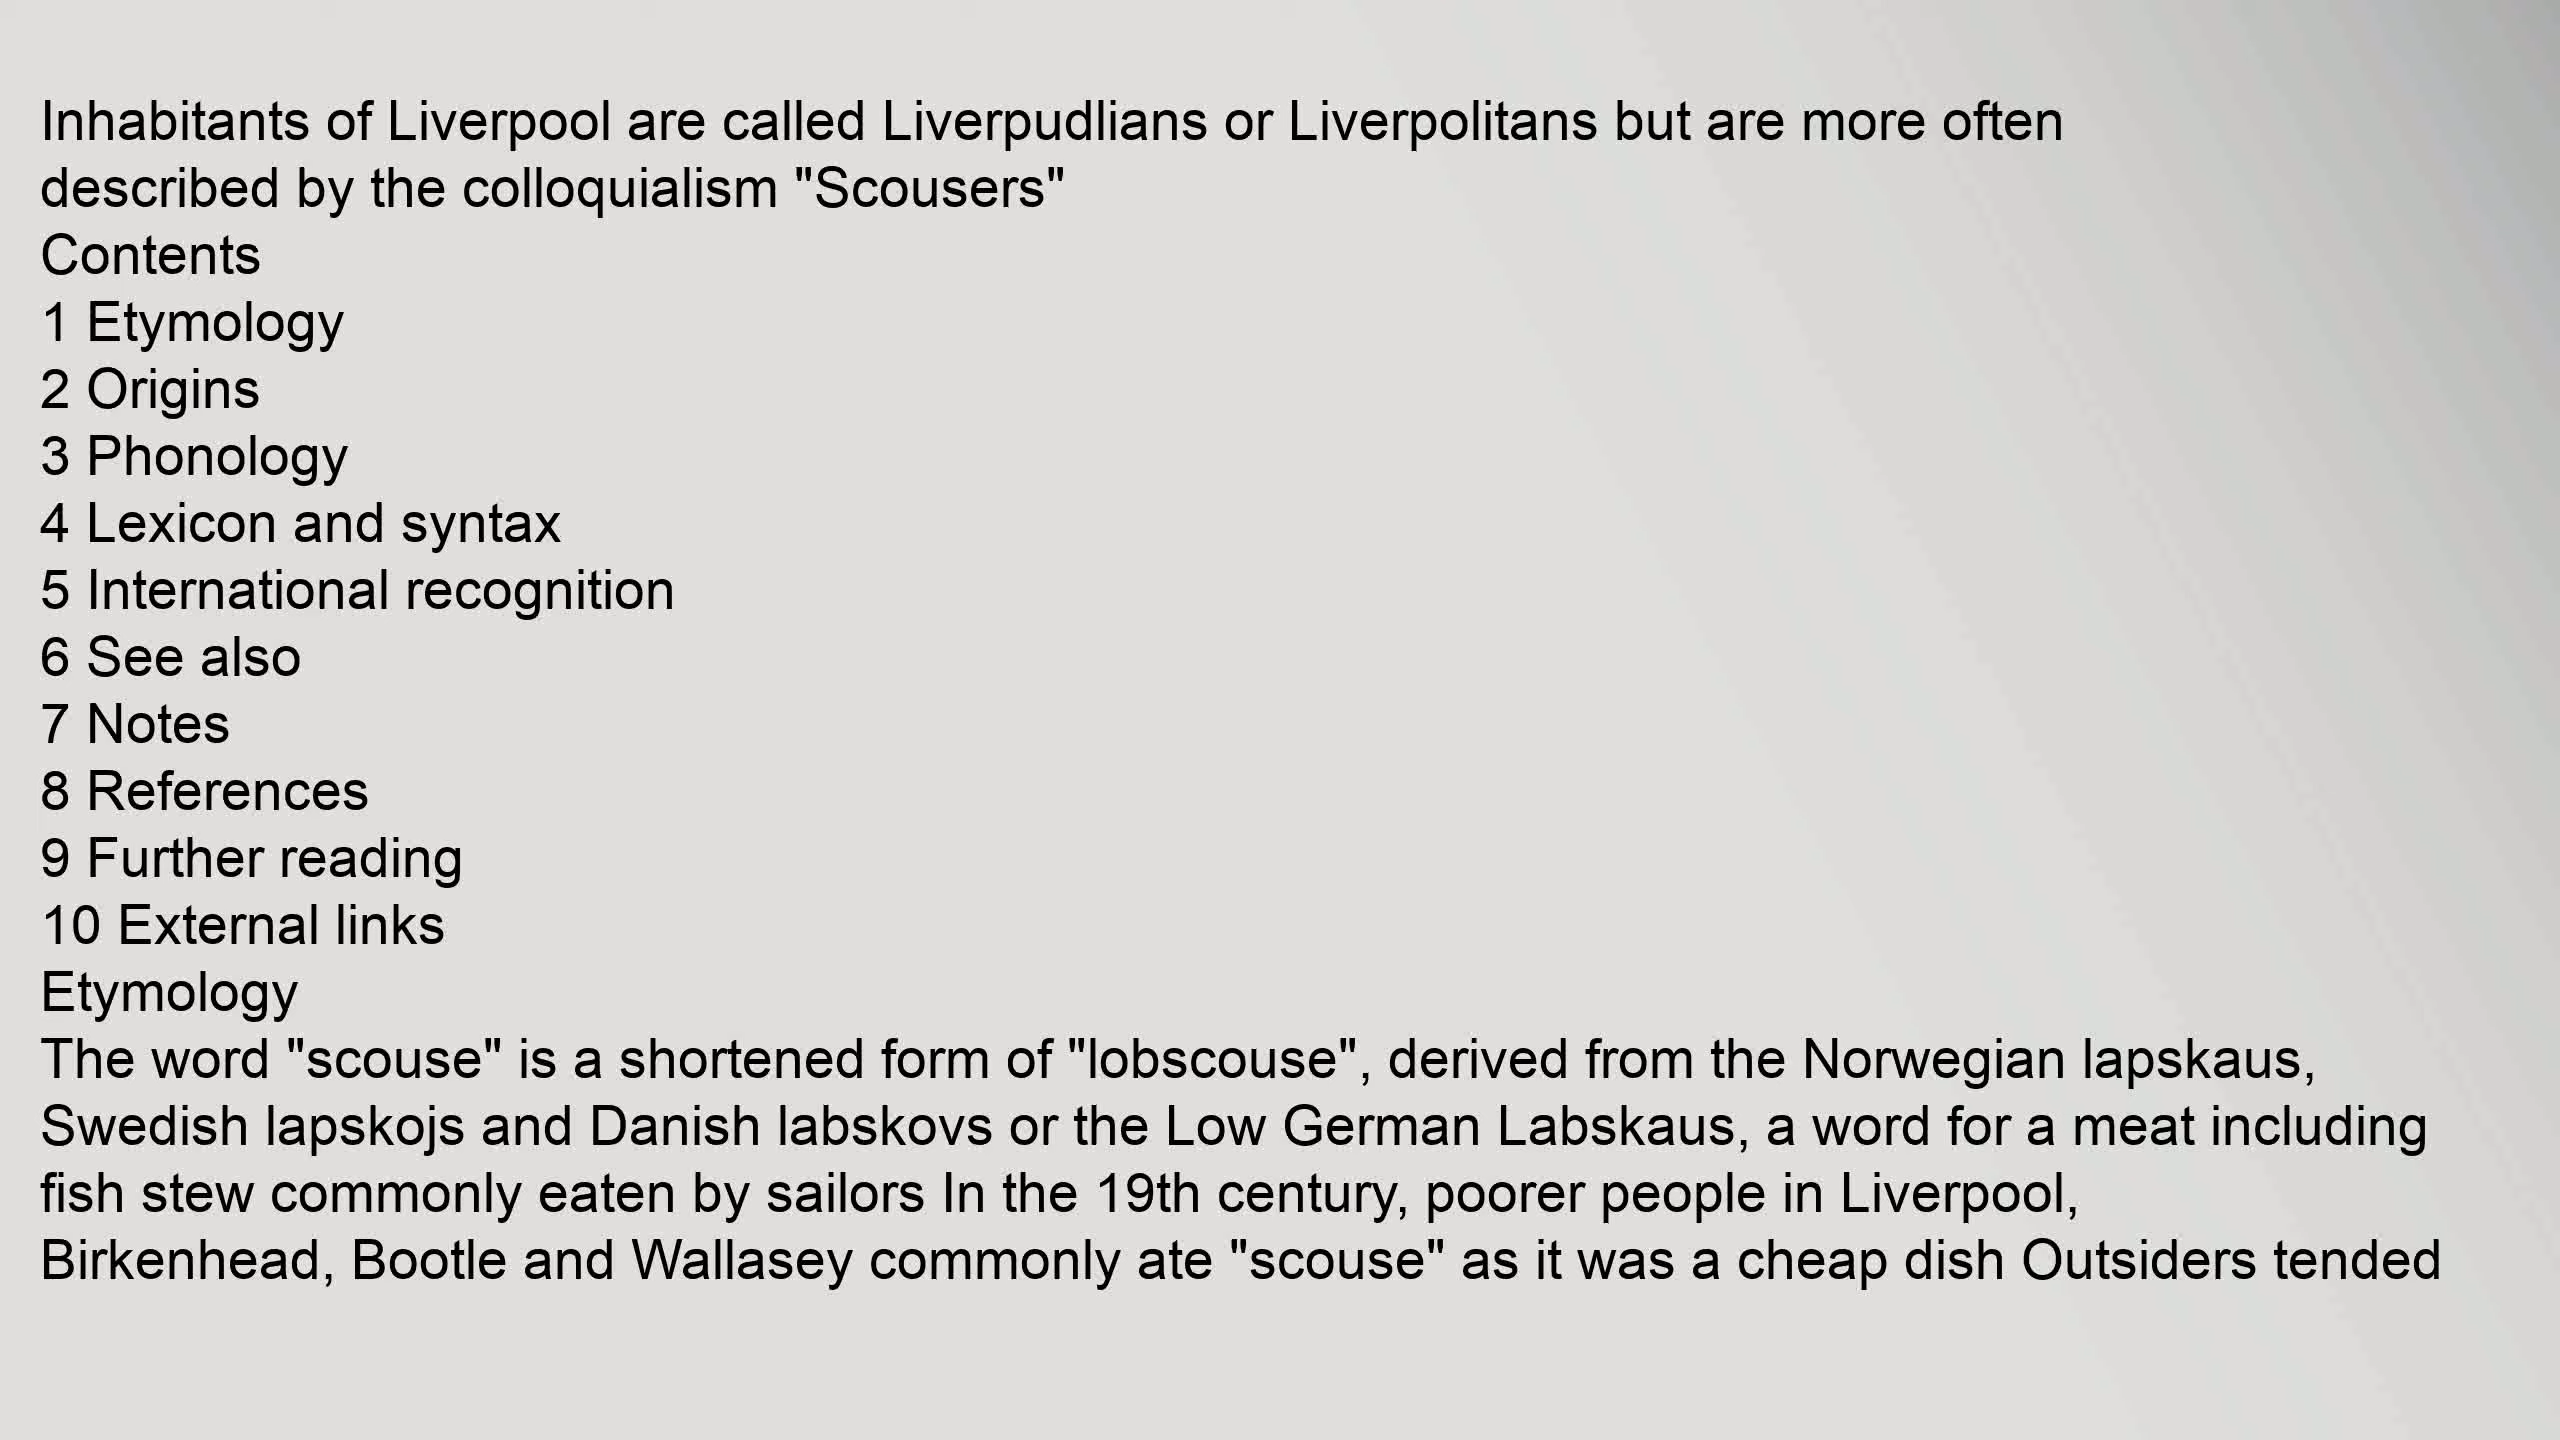 Inhabitants of Liverpool are called Liverpudlians or Liverpolitans but are more often
described by the colloquialism "Scousers"
Contents
1 Etymology
2 Origins
3 Phonology
4 Lexicon and syntax
5 International recognition
6 See also
7 Notes
8 References
9 Further reading
10 External links
Etymology
The word "scouse" is a shortened form of "lobscouse", derived from the Norwegian lapskaus,
Swedish lapskojs and Danish labskovs or the Low German Labskaus, a word for a meat including
fish stew commonly eaten by sailors In the 19th century, poorer people in Liverpool,
Birkenhead, Bootle and Wallasey commonly ate "scouse" as it was a cheap dish Outsiders tended